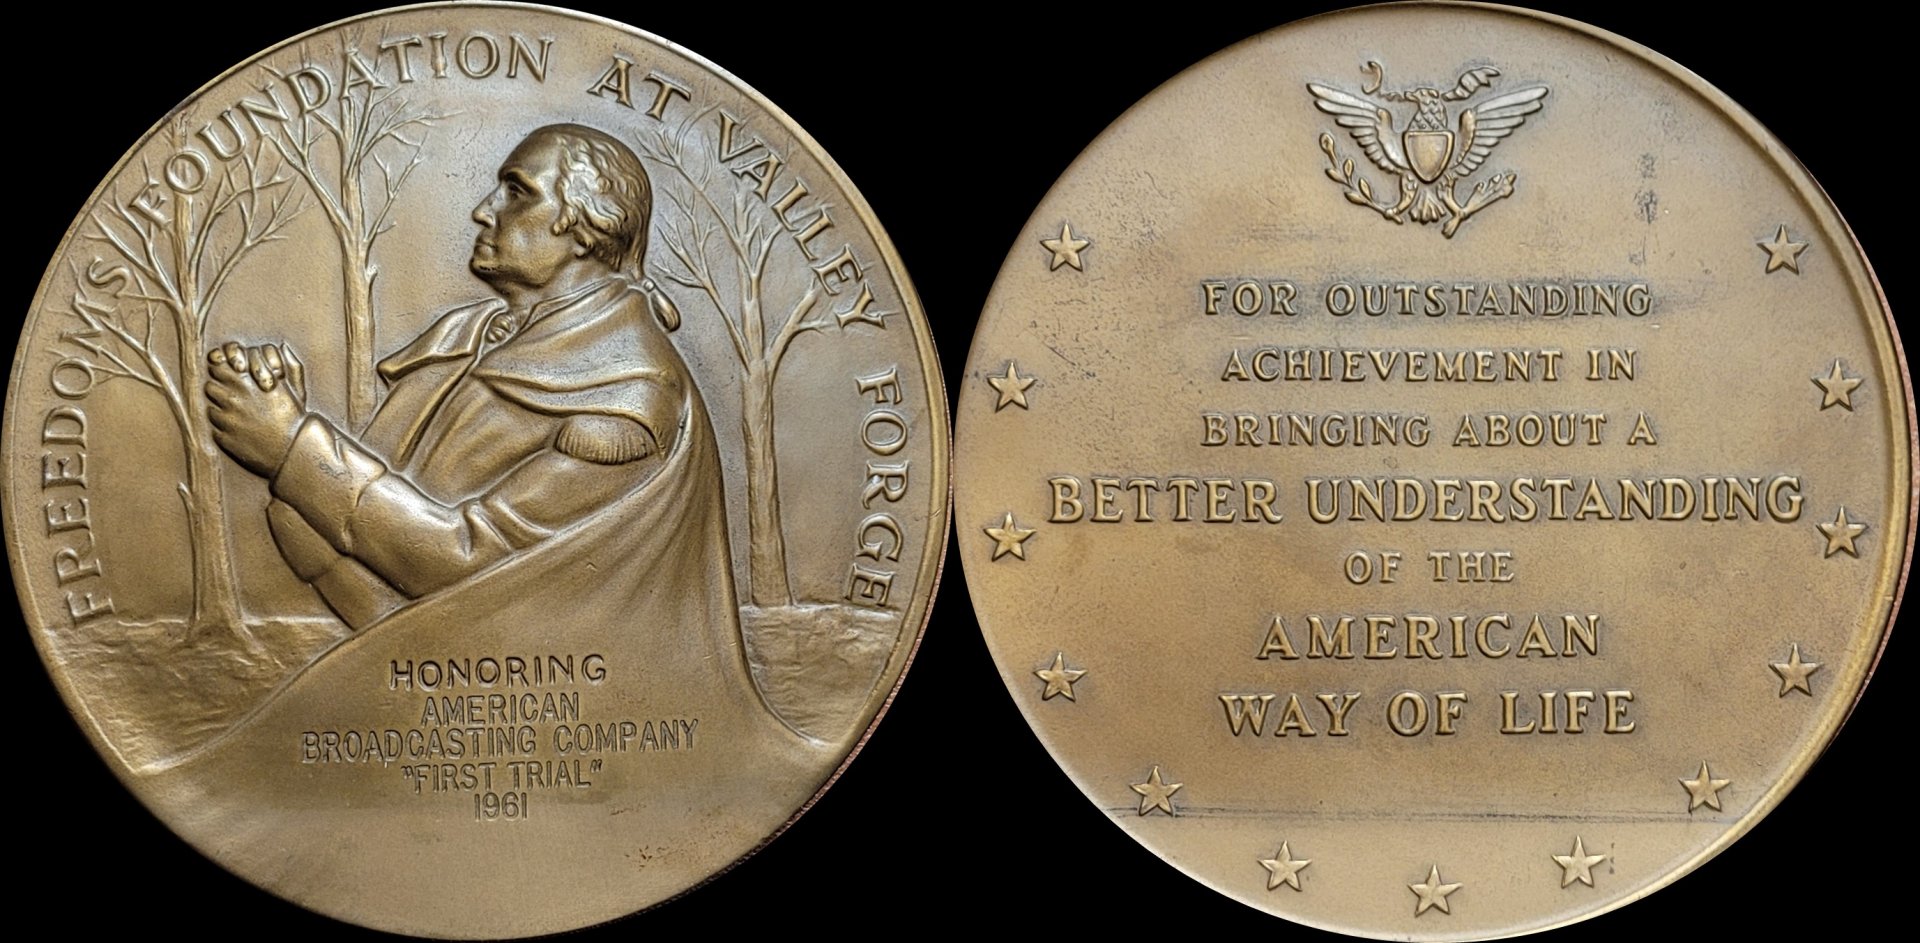 FREEDOMS FOUNDATION AT VALLEY FORGE
HONORING
AMERICAN
BROADCASTING COMPANY
"FIRST TRIAL"
1961
FOR OUTSTANDING
ACHIEVEMENT IN
BRINGING ABOUT A
BETTER UNDERSTANDING
OF THE
AMERICAN
WAY OF LIFE